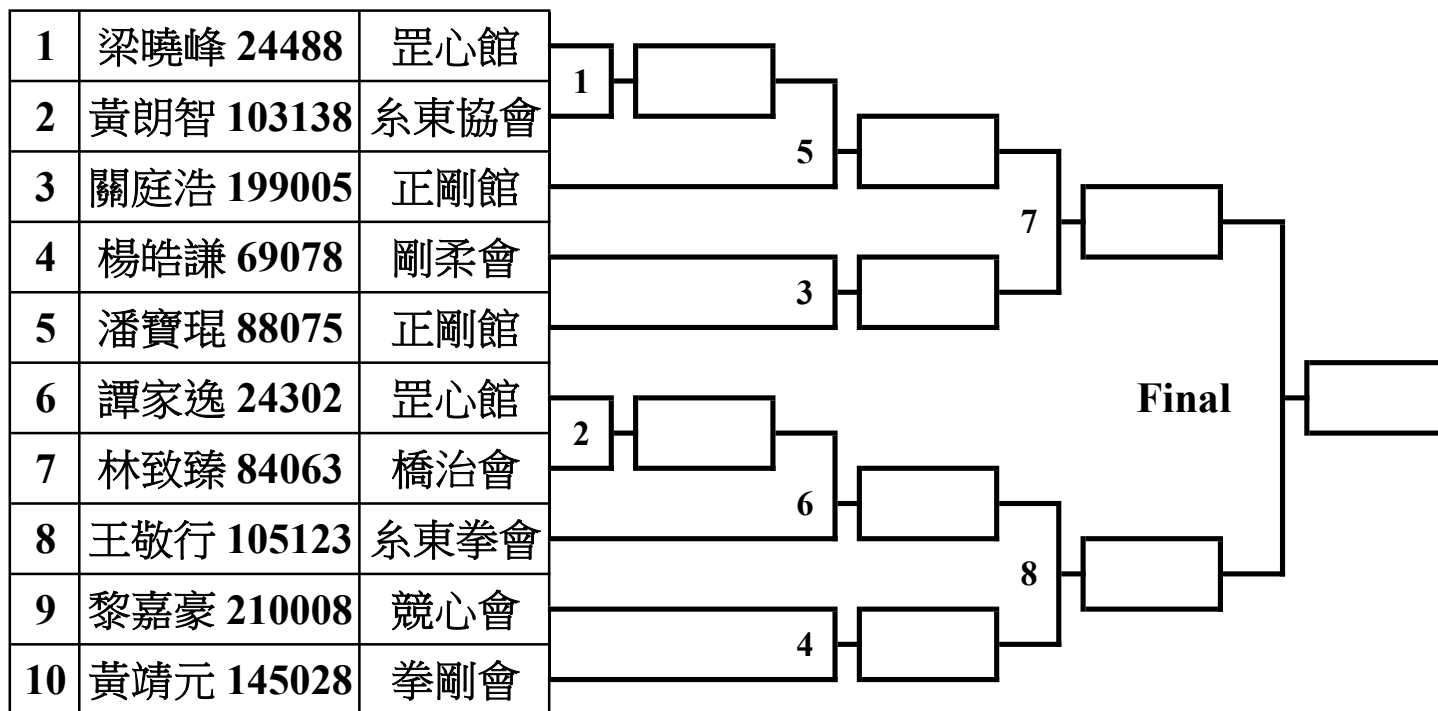 1 梁曉峰 24488 罡心館
2 黃朗智 103138 糸東協會
3 關庭浩 199005 正剛館
4 楊皓謙 69078 剛柔會
5 潘寶琨 88075 正剛館
6 譚家逸 24302 罡心館
7 林致臻 84063 橋治會
8 王敬行 105123 糸東拳會
9 黎嘉豪 210008 競心會
10 黃靖元 145028 拳剛會
1
5
7
3
Final
2
6
8
4